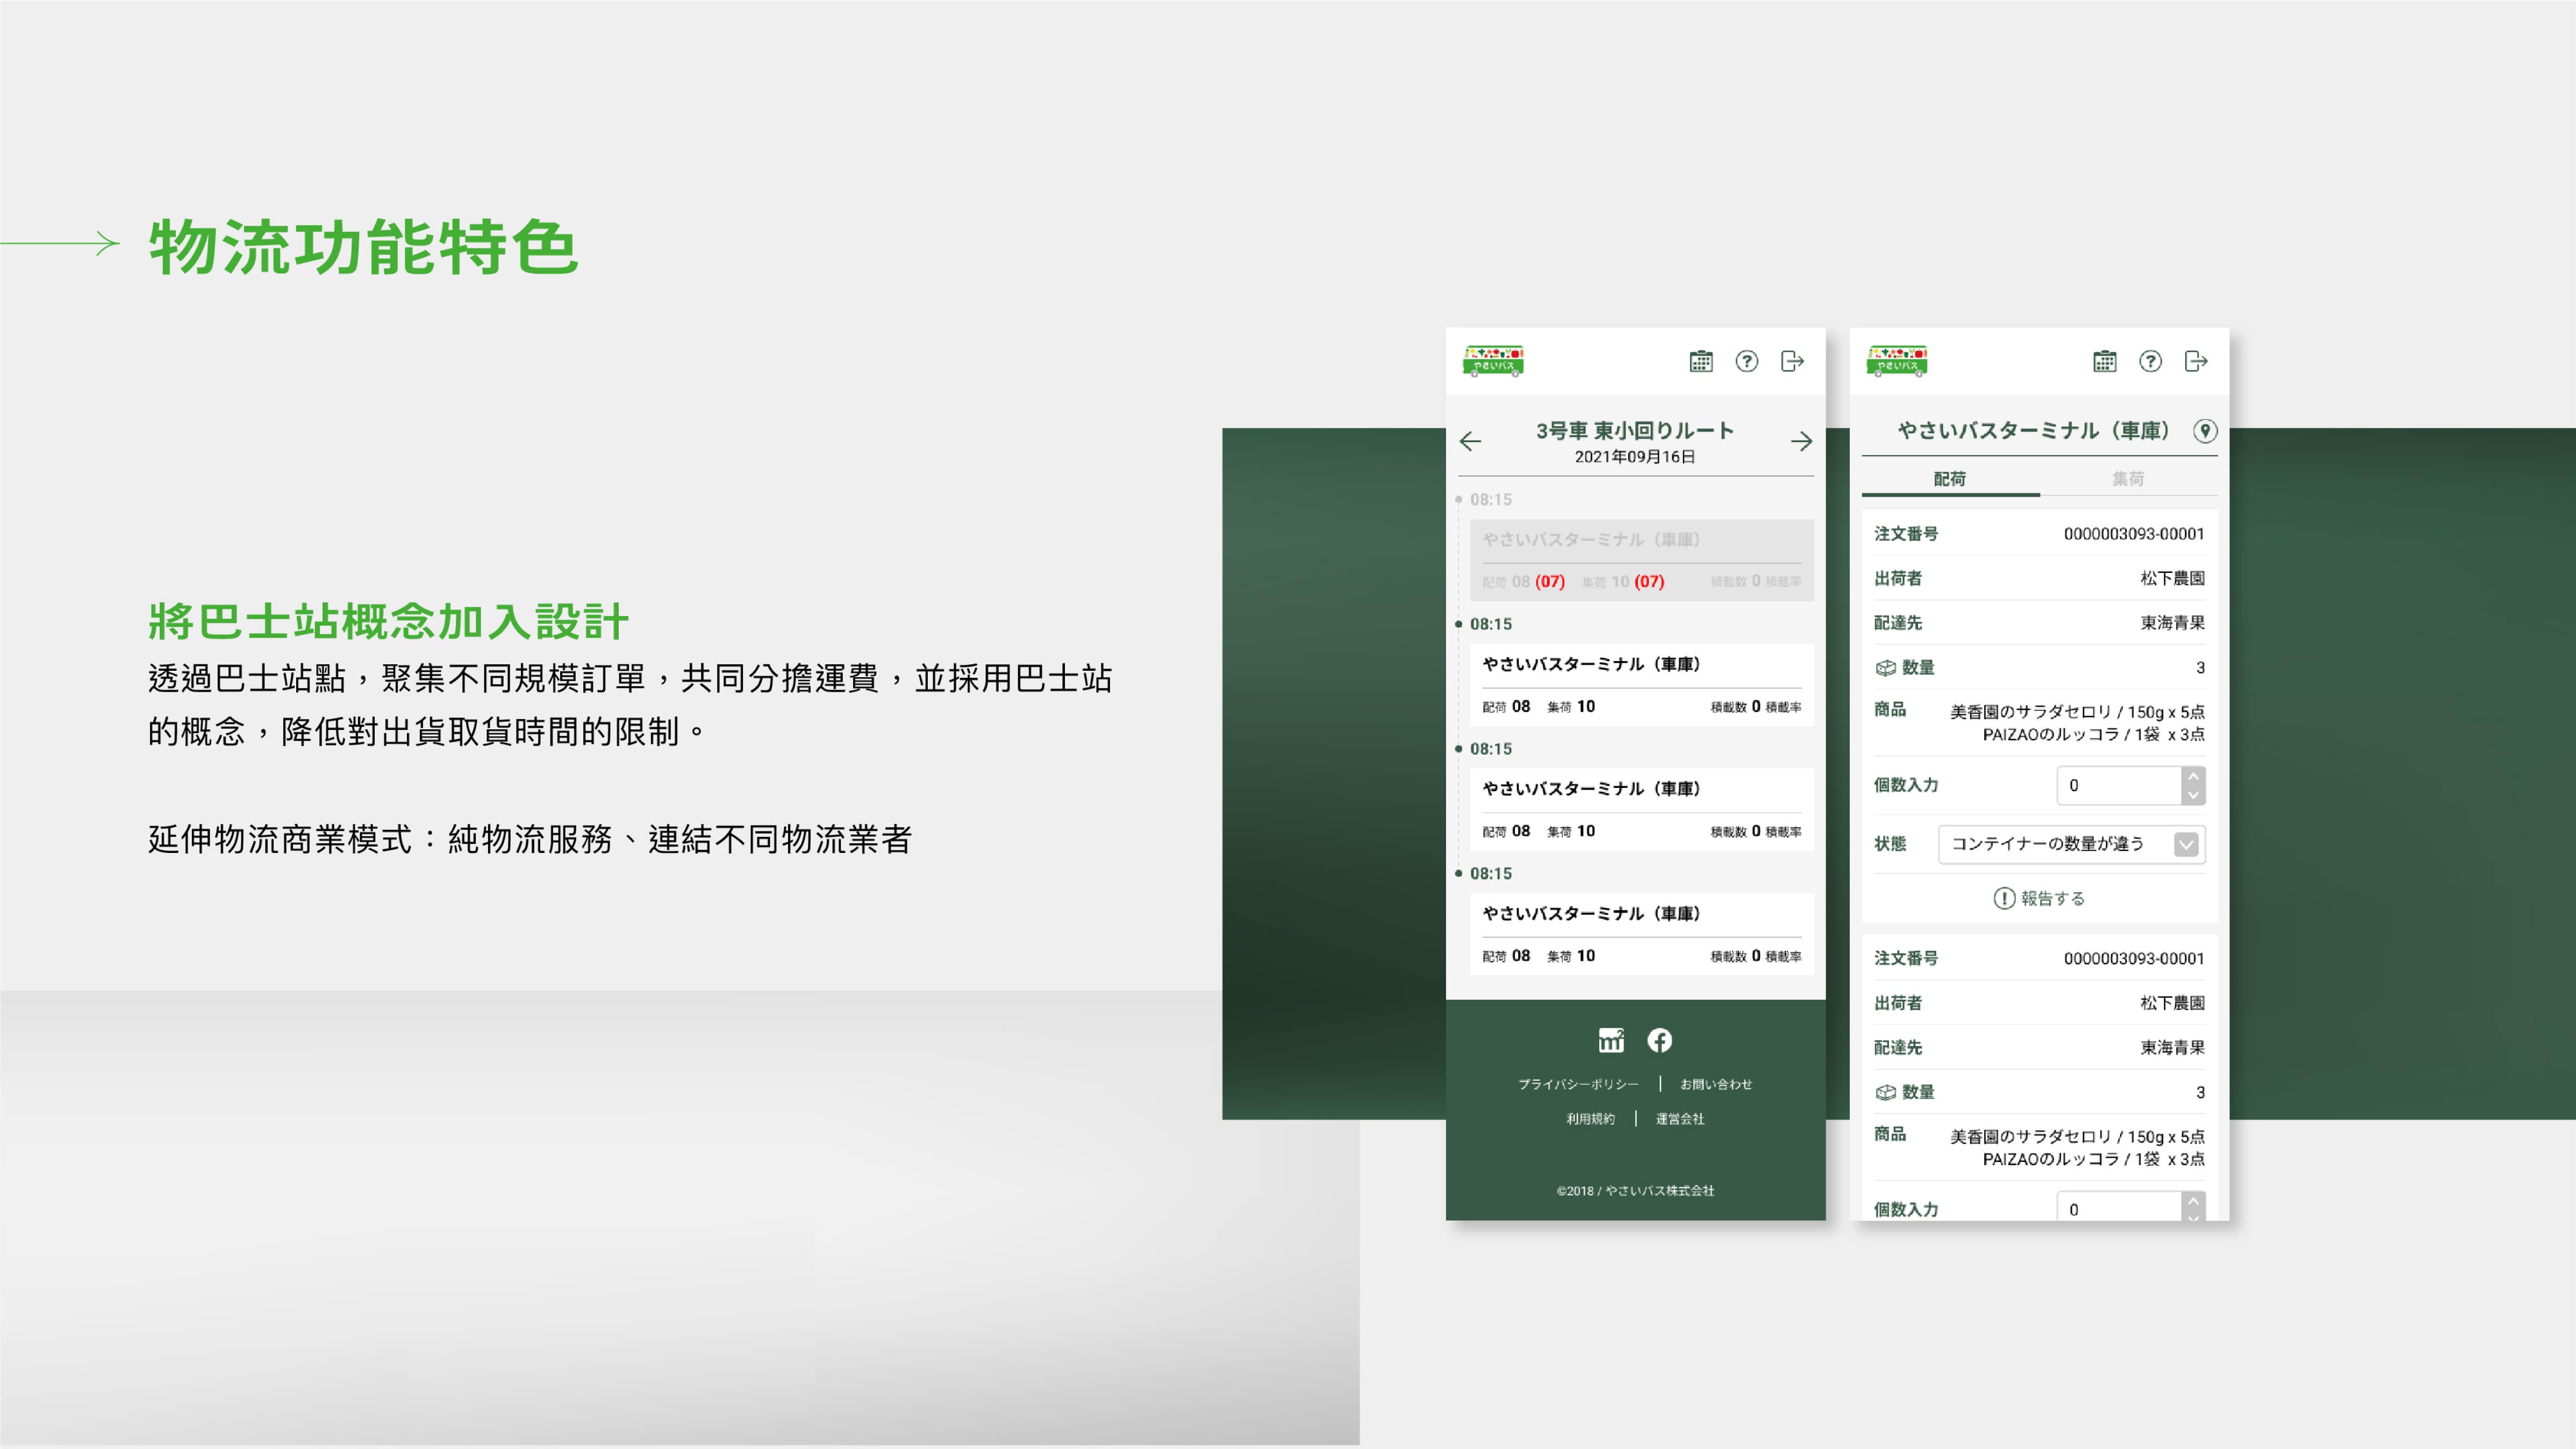 物流功能特色
將巴士站概念加入設計
透過巴士站點，聚集不同規模訂單，共同分擔運費，並採用巴士站
的概念，降低對出貨取貨時間的限制。
延伸物流商業模式：純物流服務、連結不同物流業者
やさいバス
3号車 東小回りルート
2021年09月16日
08:15
やさいバスターミナル（車庫）
配荷 08 (07) 集荷 10 (07) 積載数 0 積載率
08:15
やさいバスターミナル（車庫）
配荷 08 集荷 10 積載数 0 積載率
08:15
やさいバスターミナル（車庫）
配荷 08 集荷 10 積載数 0 積載率
08:15
やさいバスターミナル（車庫）
配荷 08 集荷 10 積載数 0 積載率
プライバシーポリシー | お問い合わせ
利用規約 | 運営会社
©2018 / やさいバス株式会社
やさいバス
やさいバスターミナル（車庫）
配荷 集荷
注文番号 0000003093-00001
出荷者 松下農園
配達先 東海青果
数量 3
商品 美香園のサラダセロリ / 150g x 5点
PAIZAOのルッコラ / 1袋 x 3点
個数入力 0
状態 コンテイナーの数量が違う
報告する
注文番号 0000003093-00001
出荷者 松下農園
配達先 東海青果
数量 3
商品 美香園のサラダセロリ / 150g x 5点
PAIZAOのルッコラ / 1袋 x 3点
個数入力 0